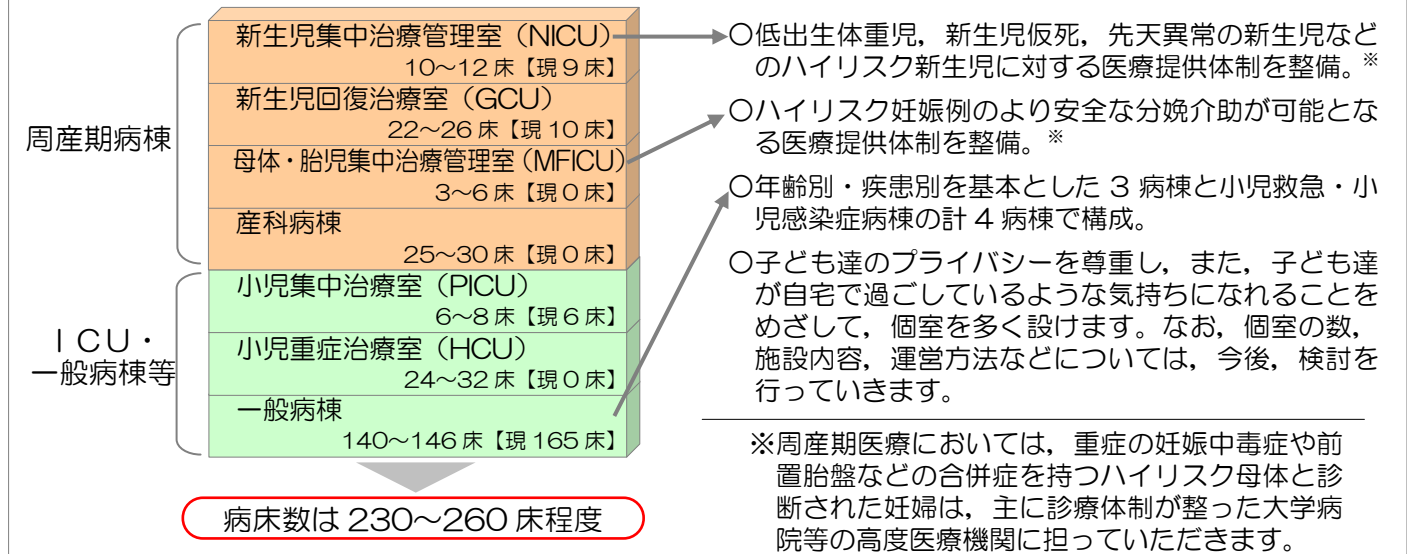 周産期病棟
新生児集中治療管理室（NICU）
10～12床【現9床】
新生児回復治療室（GCU）
22～26床【現10床】
母体・胎児集中治療管理室（MFICU）
3～6床【現0床】
産科病棟
25～30床【現0床】
ＩＣＵ・
一般病棟等
小児集中治療室（PICU）
6～8床【現6床】
小児重症治療室（HCU）
24～32床【現0床】
一般病棟
140～146床【現165床】
病床数は230～260床程度
○低出生体重児，新生児仮死，先天異常の新生児など
のハイリスク新生児に対する医療提供体制を整備。※
○ハイリスク妊娠例のより安全な分娩介助が可能とな
る医療提供体制を整備。※
○年齢別・疾患別を基本とした3病棟と小児救急・小
児感染症病棟の計4病棟で構成。
○子ども達のプライバシーを尊重し，また，子ども達
が自宅で過ごしているような気持ちになれることを
めざして，個室を多く設けます。なお，個室の数，
施設内容，運営方法などについては，今後，検討を
行っていきます。
※周産期医療においては，重症の妊娠中毒症や前
置胎盤などの合併症を持つハイリスク母体と診
断された妊婦は，主に診療体制が整った大学病
院等の高度医療機関に担っていただきます。